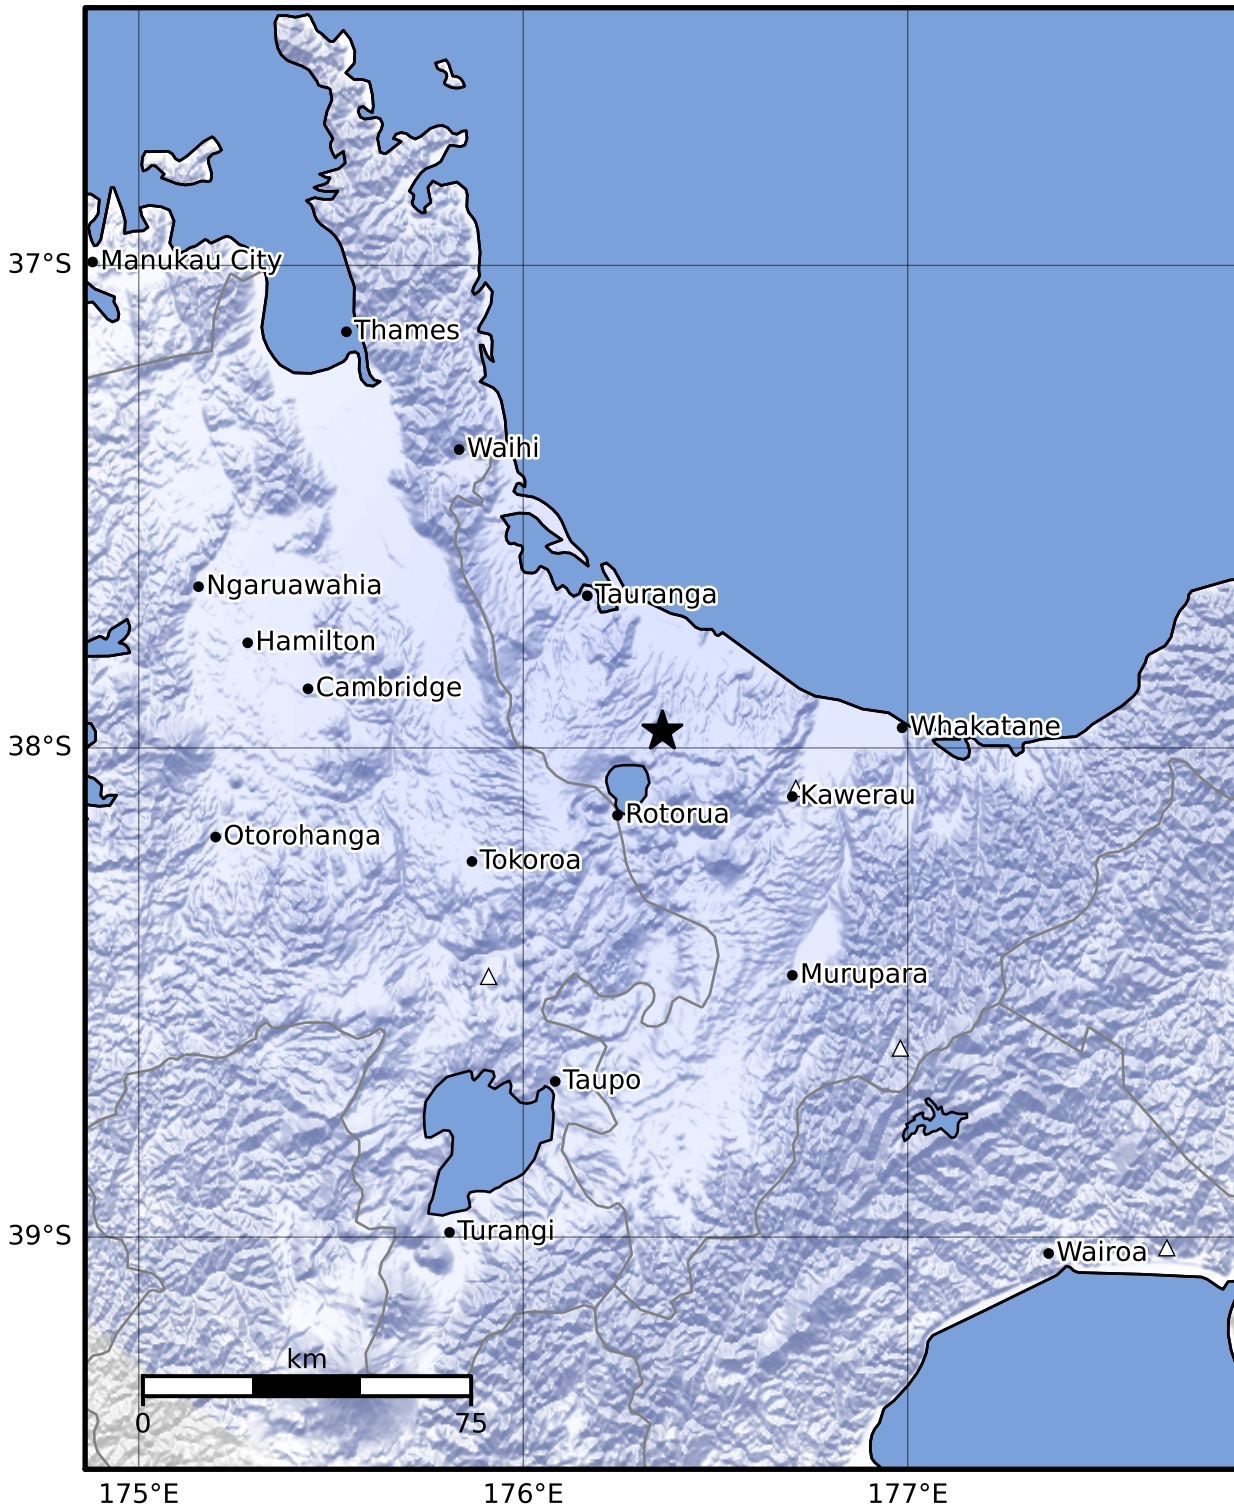 37°S
Manukau City
Thames
Waihi
Ngaruawahia
Tauranga
Hamilton
Cambridge
38°S
Whakatane
Kawerau
Rotorua
Otorohanga
Tokoroa
Murupara
Taupo
39°S
Turangi
Wairoa
km
0
75
175°E
176°E
177°E